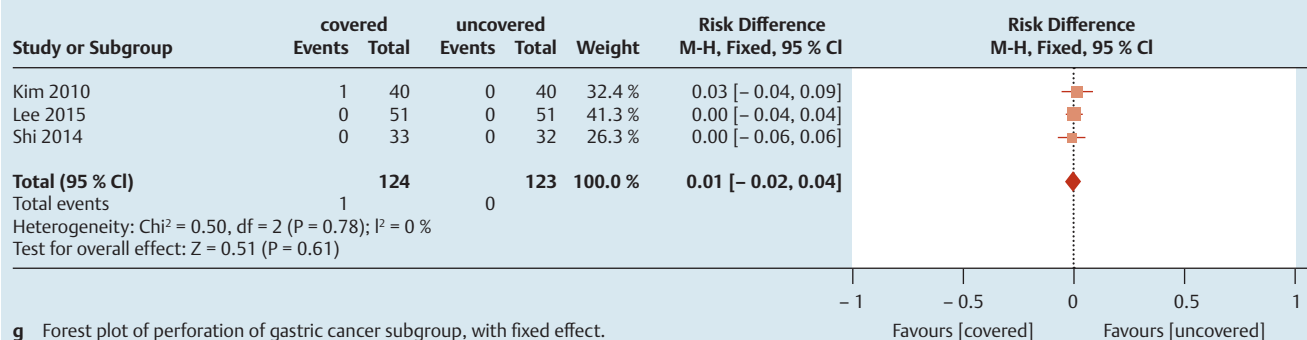 covered uncovered Risk Difference Risk Difference
Study or Subgroup Events Total Events Total Weight M-H, Fixed, 95 % Cl M-H, Fixed, 95 % Cl
Kim 2010 1 40 0 40 32.4 % 0.03 [– 0.04, 0.09]
Lee 2015 0 51 0 51 41.3 % 0.00 [– 0.04, 0.04]
Shi 2014 0 33 0 32 26.3 % 0.00 [– 0.06, 0.06]
Total (95 % Cl) 124 123 100.0 % 0.01 [– 0.02, 0.04]
Total events 1 0
Heterogeneity: Chi² = 0.50, df = 2 (P = 0.78); I² = 0 %
Test for overall effect: Z = 0.51 (P = 0.61)
– 1 – 0.5 0 0.5 1
g Forest plot of perforation of gastric cancer subgroup, with fixed effect. Favours [covered] Favours [uncovered]